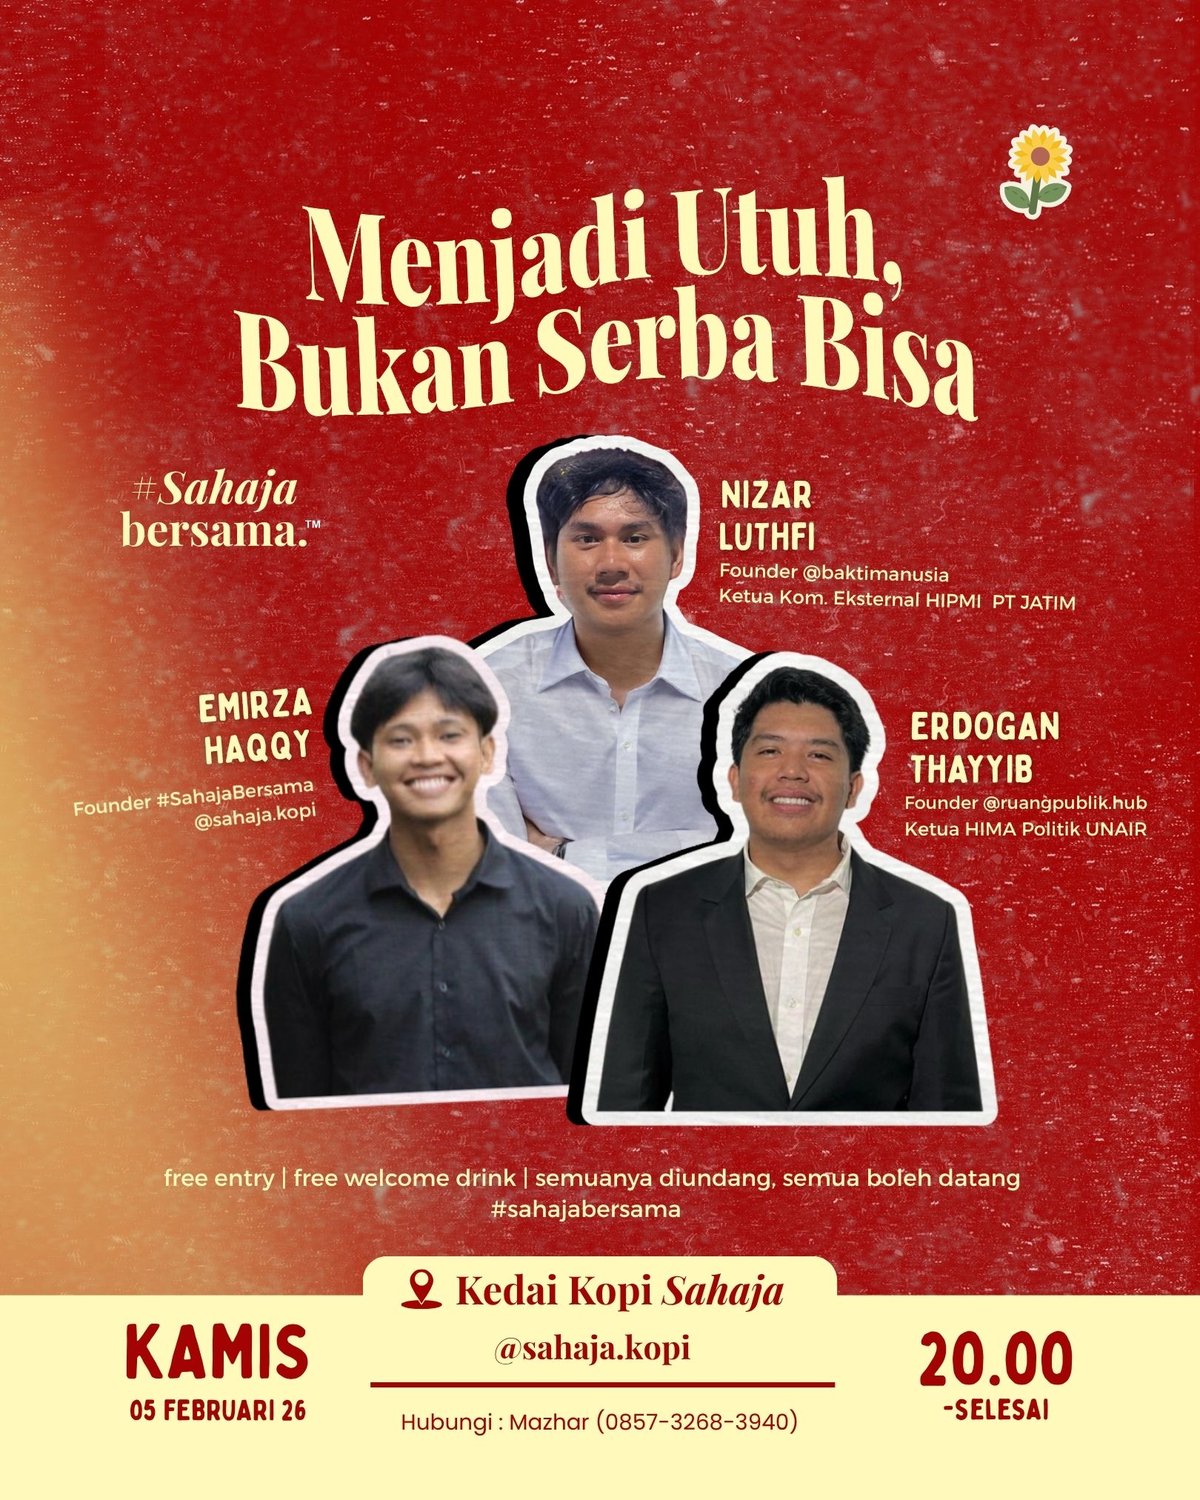 Menjadi Utuh,
Bukan Serba Bisa
#Sahaja
bersama.™
NIZAR
LUTHFI
Founder @baktimanusia
Ketua Kom. Eksternal HIPMI PT JATIM
EMIRZA
HAQQY
Founder #SahajaBersama
@sahaja.kopi
ERDOGAN
THAYYIB
Founder @ruangpublik.hub
Ketua HIMA Politik UNAIR
free entry | free welcome drink | semuanya diundang, semua boleh datang
#sahajabersama
Kedai Kopi Sahaja
@sahaja.kopi
Hubungi : Mazhar (0857-3268-3940)
KAMIS
05 FEBRUARI 26
20.00
-SELESAI